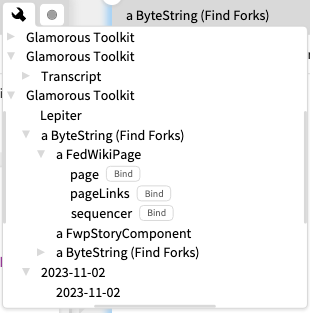 a ByteString (Find Forks)
Glamorous Toolkit
Glamorous Toolkit
Transcript
Glamorous Toolkit
Lepiter
a ByteString (Find Forks)
a FedWikiPage
page Bind
pageLinks Bind
sequencer Bind
a FwpStoryComponent
a ByteString (Find Forks)
2023-11-02
2023-11-02